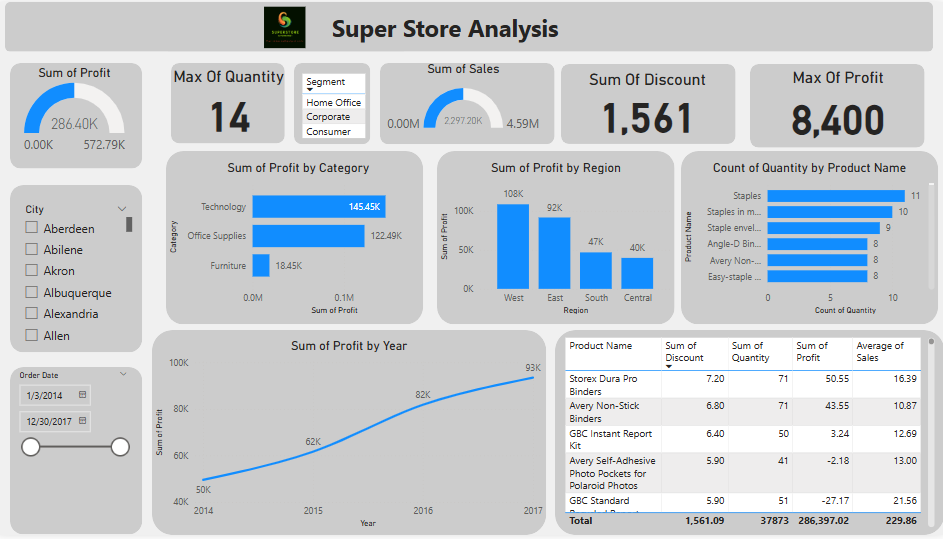 SUPERSTORE
Super Store Analysis
Sum of Profit
286.40K
0.00K
572.79K
Max Of Quantity
14
Segment
Home Office
Corporate
Consumer
Sum of Sales
2,297.20K
0.00M
4.59M
Sum Of Discount
1,561
Max Of Profit
8,400
City
Aberdeen
Abilene
Akron
Albuquerque
Alexandria
Allen
Order Date
1/3/2014
12/30/2017
Sum of Profit by Category
Category
Technology
145.45K
Office Supplies
122.49K
Furniture
18.45K
0.0M
0.1M
Sum of Profit
Sum of Profit by Region
Sum of Profit
100K
50K
0K
108K
92K
47K
40K
West
East
South
Central
Region
Count of Quantity by Product Name
Product Name
Staples
11
Staples in m...
10
Staple envel...
9
Angle-D Bin...
8
Avery Non-...
8
Easy-staple ...
8
0
5
10
Count of Quantity
Sum of Profit by Year
Sum of Profit
100K
80K
60K
40K
50K
62K
82K
93K
2014
2015
2016
2017
Year
Product Name Sum of Sum of Sum of Average of
Discount Quantity Profit Sales
Storex Dura Pro 7.20 71 50.55 16.39
Binders
Avery Non-Stick 6.80 71 43.55 10.87
Binders
GBC Instant Report 6.40 50 3.24 12.69
Kit
Avery Self-Adhesive 5.90 41 -2.18 13.00
Photo Pockets for
Polaroid Photos
GBC Standard 5.90 51 -27.17 21.56
Total 1,561.09 37873 286,397.02 229.86